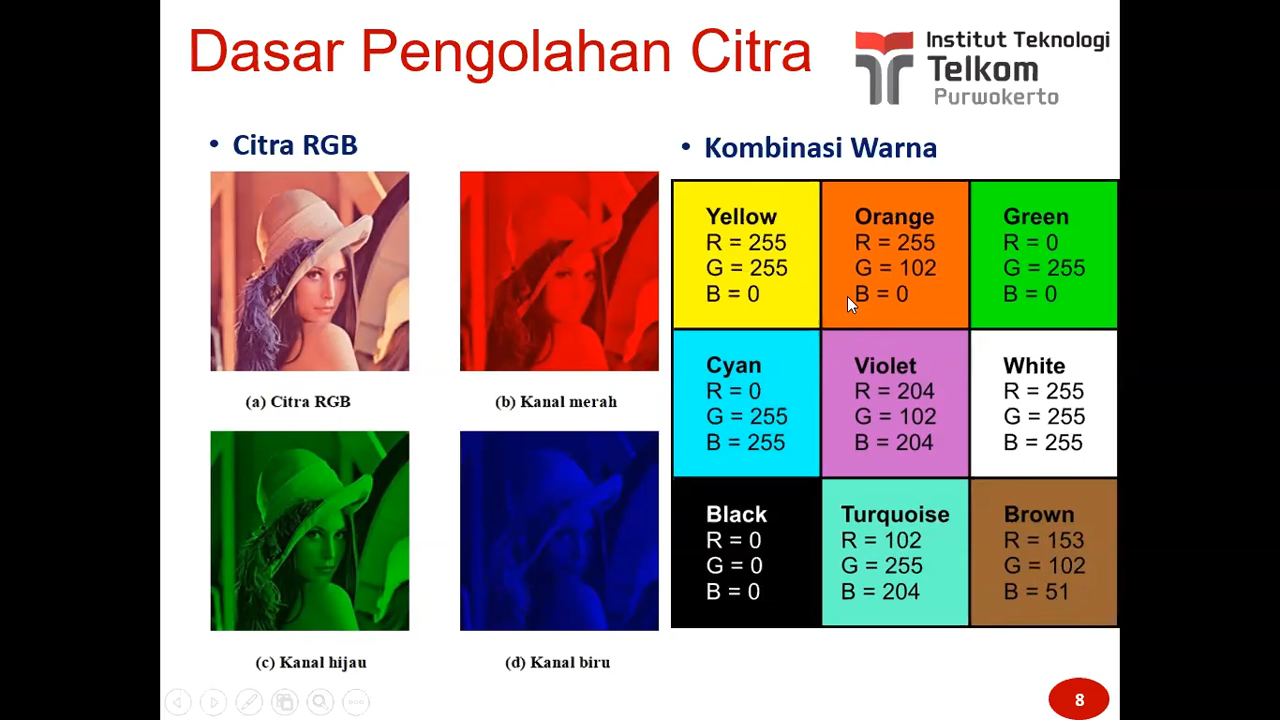 Dasar Pengolahan Citra
Institut Teknologi
Telkom
Purwokerto
• Citra RGB
(a) Citra RGB
(b) Kanal merah
(c) Kanal hijau
(d) Kanal biru
• Kombinasi Warna
Yellow
R = 255
G = 255
B = 0
Orange
R = 255
G = 102
B = 0
Green
R = 0
G = 255
B = 0
Cyan
R = 0
G = 255
B = 255
Violet
R = 204
G = 102
B = 204
White
R = 255
G = 255
B = 255
Black
R = 0
G = 0
B = 0
Turquoise
R = 102
G = 255
B = 204
Brown
R = 153
G = 102
B = 51
8